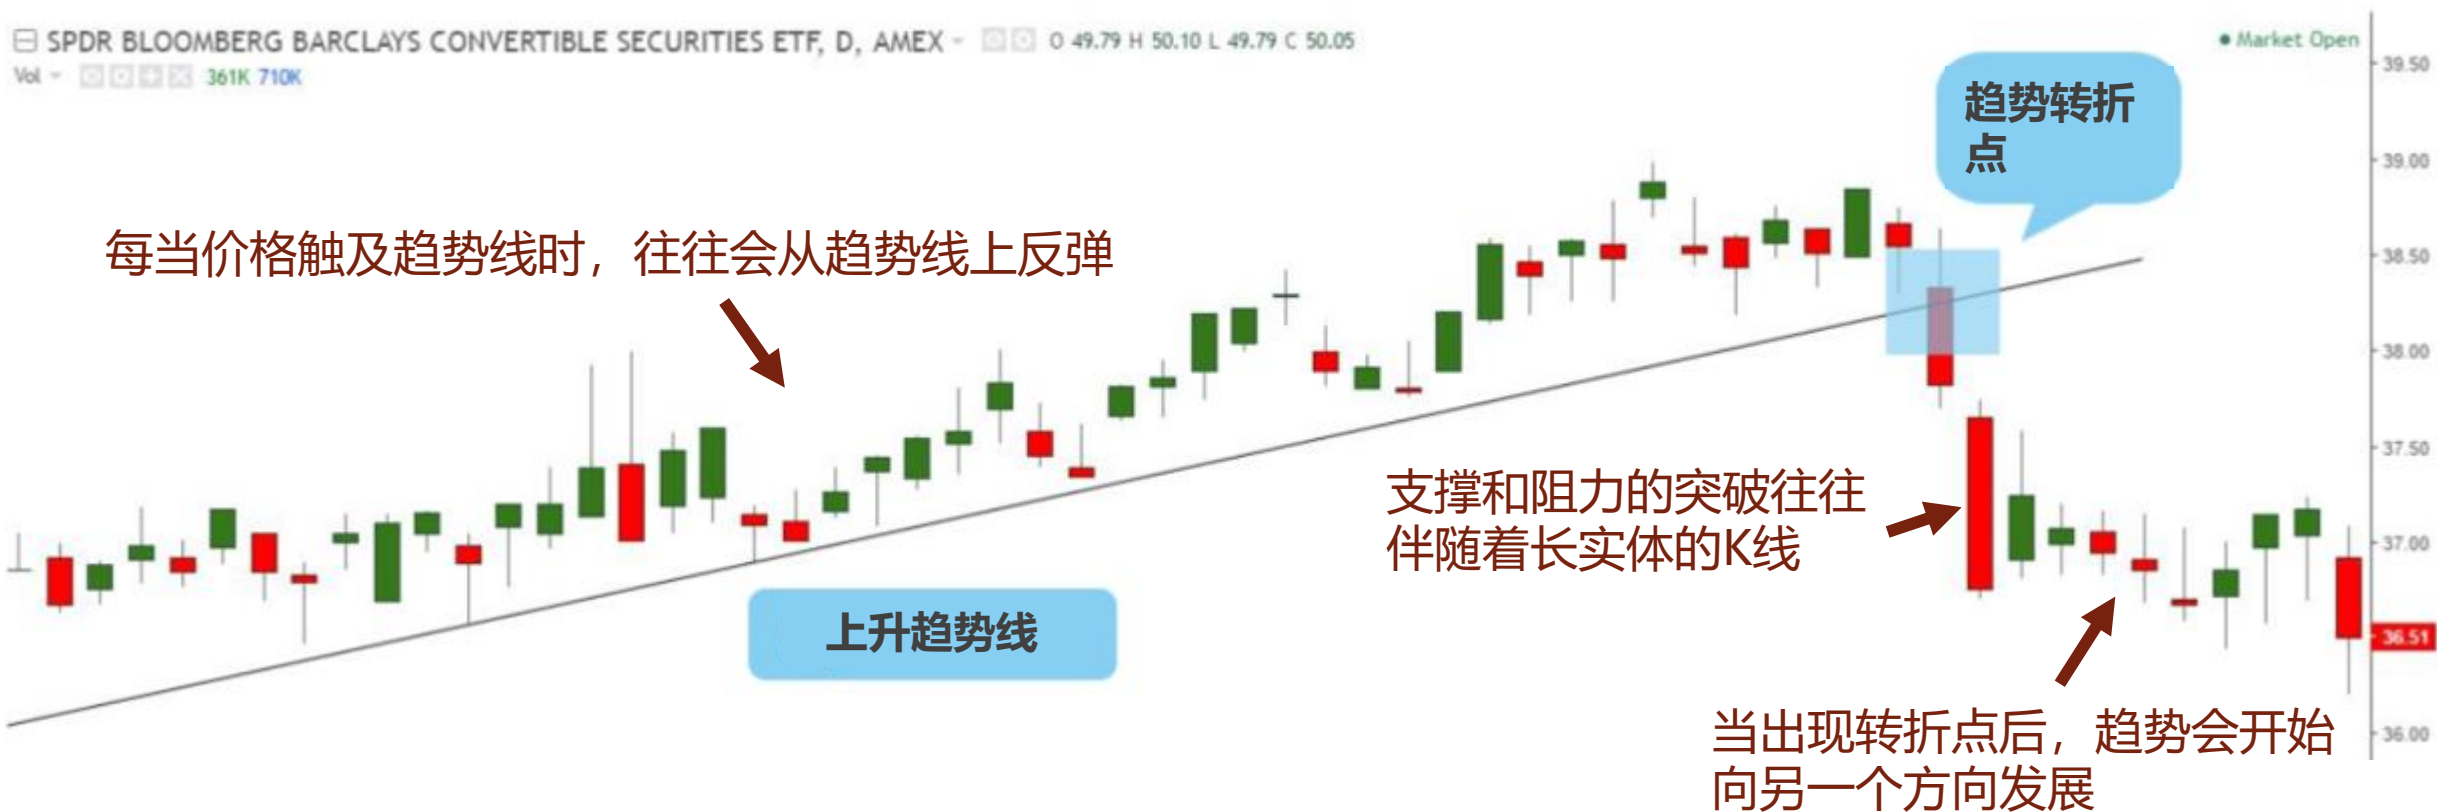 SPDR BLOOMBERG BARCLAYS CONVERTIBLE SECURITIES ETF, D, AMEX O 49.79 H 50.10 L 49.79 C 50.05
Market Open
Vol 361K 710K
39.50
趋势转折
点
39.00
每当价格触及趋势线时，往往会从趋势线上反弹
38.50
38.00
37.50
支撑和阻力的突破往往
伴随着长实体的K线
37.00
上升趋势线
36.51
当出现转折点后，趋势会开始
向另一个方向发展
36.00